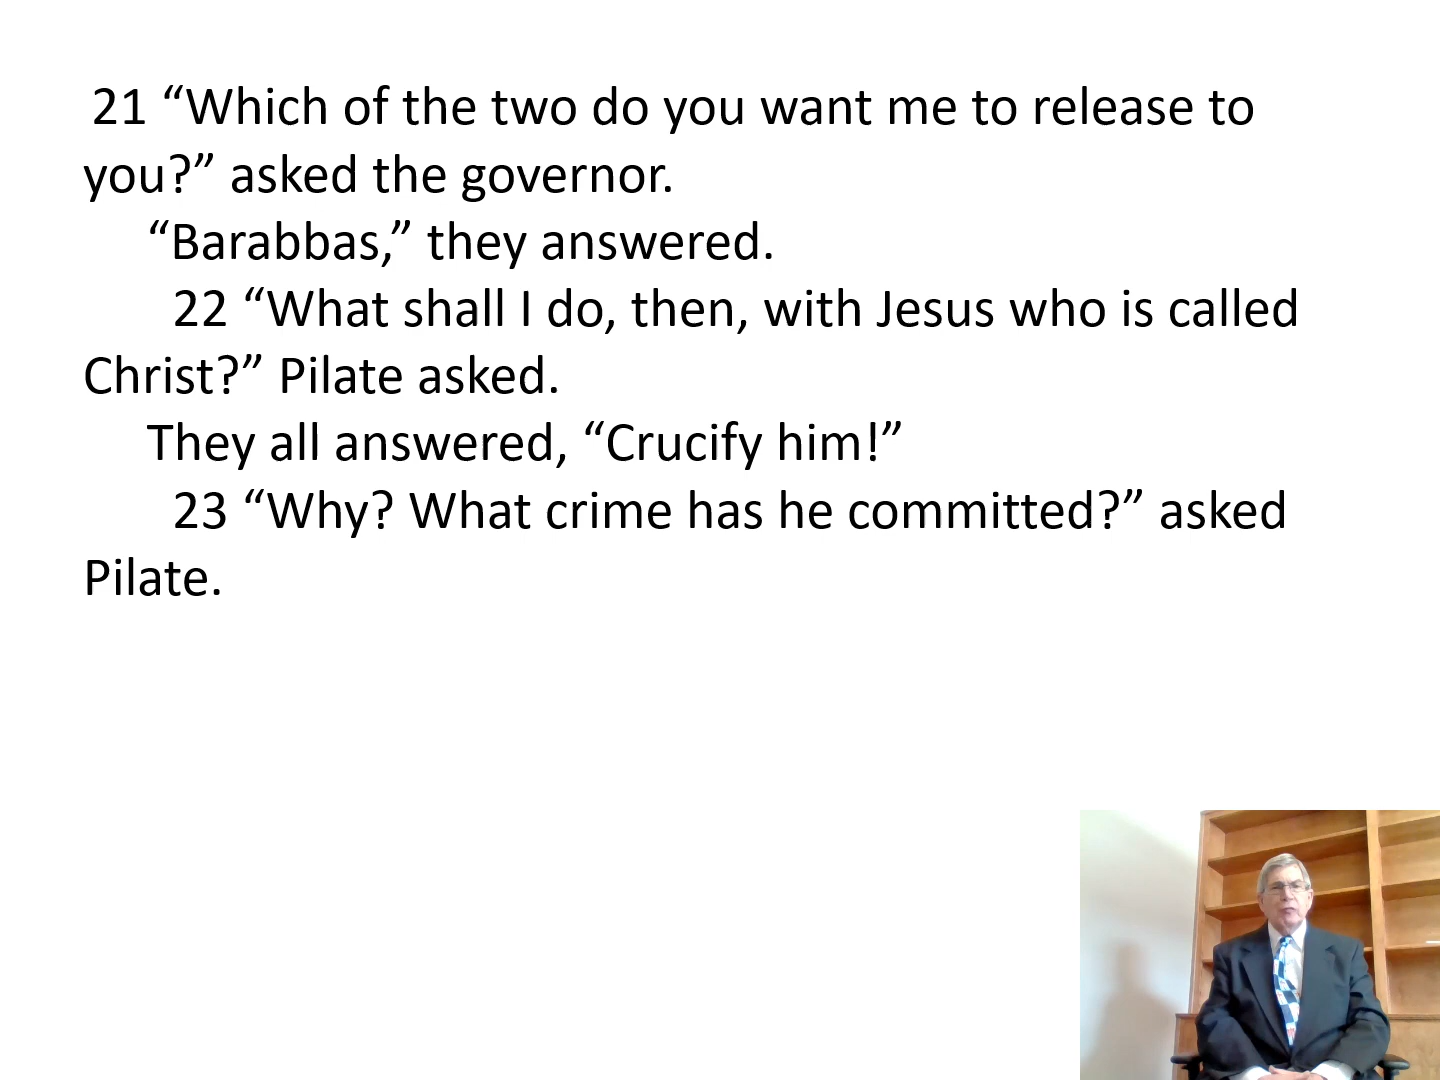 21 “Which of the two do you want me to release to
you?” asked the governor.
“Barabbas,” they answered.
22 “What shall I do, then, with Jesus who is called
Christ?” Pilate asked.
They all answered, “Crucify him!”
23 “Why? What crime has he committed?” asked
Pilate.